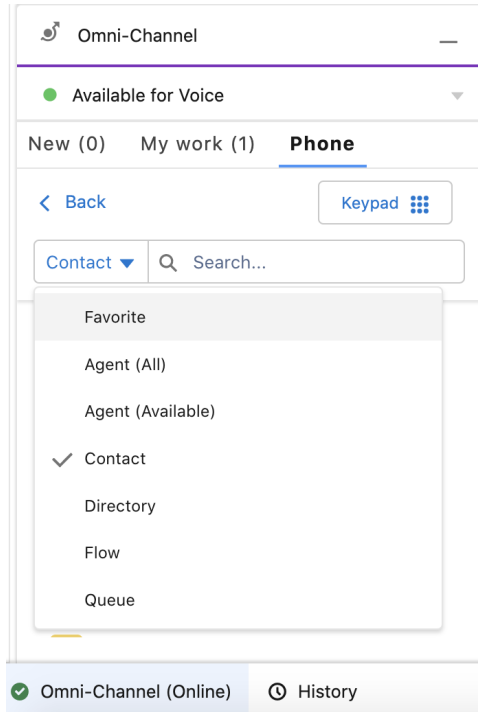 Omni-Channel
Available for Voice
New (0) My work (1) Phone
Back Keypad
Contact Search...
Favorite
Agent (All)
Agent (Available)
Contact
Directory
Flow
Queue
Omni-Channel (Online) History